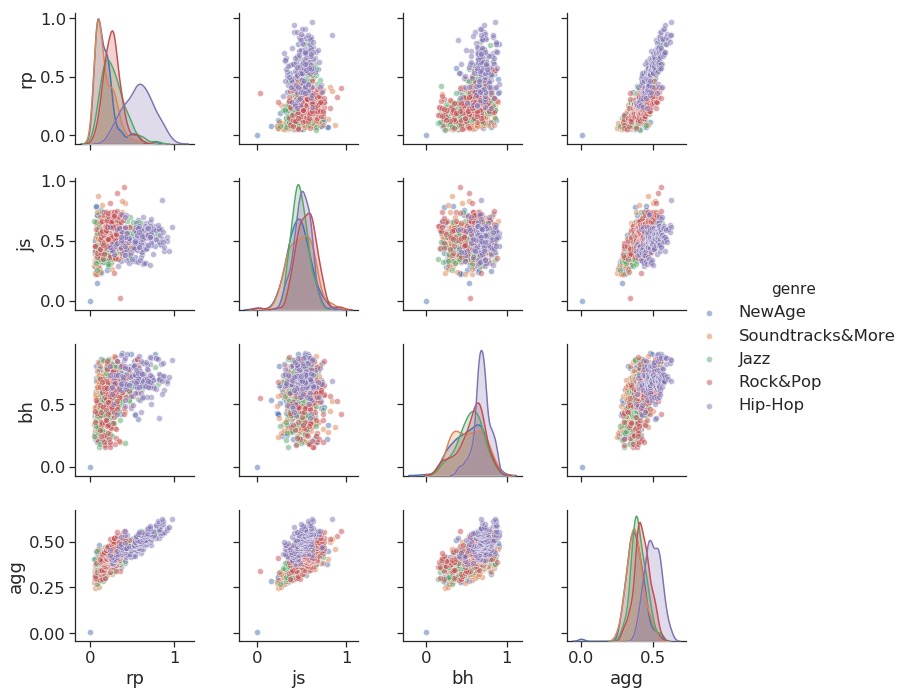 1.0
0.5
0.0
rp
1.0
0.5
0.0
js
0.5
0.0
bh
0.50
0.25
0.00
agg
0 1
rp
0 1
js
0 1
bh
0.0 0.5
agg
genre
NewAge
Soundtracks&More
Jazz
Rock&Pop
Hip-Hop